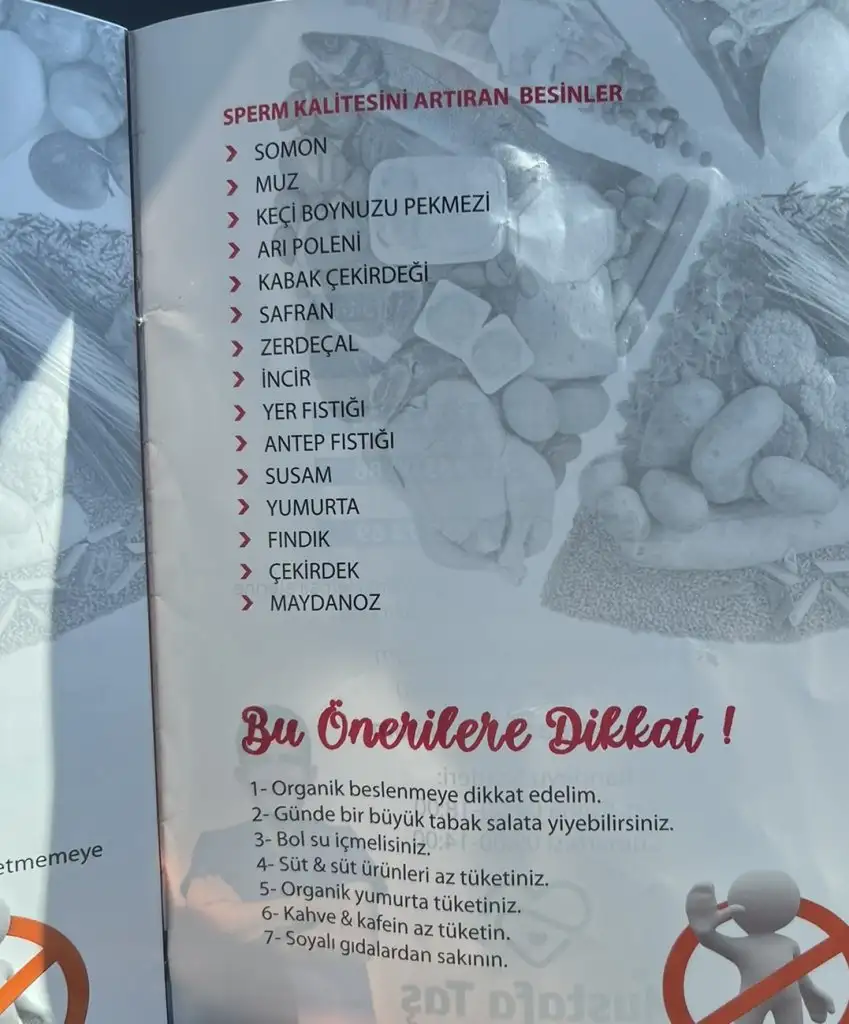 SPERM KALİTESİNİ ARTIRAN BESİNLER
SOMON
MUZ
KEÇİ BOYNUZU PEKMEZİ
ARI POLENİ
KABAK ÇEKİRDEĞİ
SAFRAN
ZERDEÇAL
İNCİR
YER FISTIĞI
ANTEP FISTIĞI
SUSAM
YUMURTA
FINDIK
ÇEKİRDEK
MAYDANOZ
Bu Önerilere Dikkat !
1- Organik beslenmeye dikkat edelim.
2- Günde bir büyük tabak salata yiyebilirsiniz.
3- Bol su içmelisiniz.
4- Süt & süt ürünleri az tüketiniz.
5- Organik yumurta tüketiniz.
6- Kahve & kafein az tüketin.
7- Soyalı gıdalardan sakının.
etmemeye